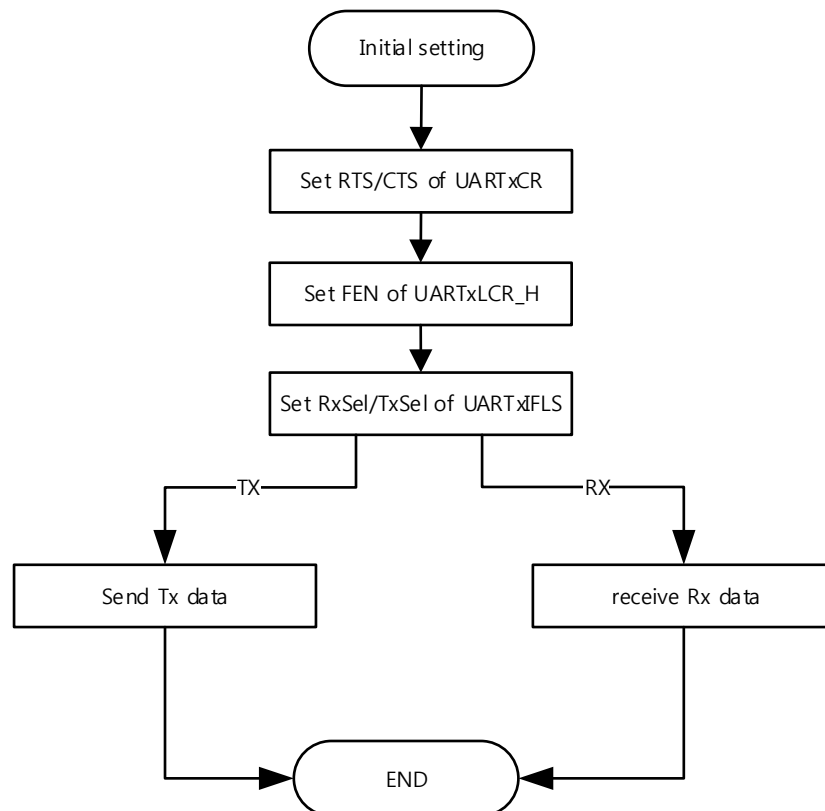 Initial setting
Set RTS/CTS of UARTxCR
Set FEN of UARTxLCR_H
Set RxSel/TxSel of UARTxIFLS
TX
RX
Send Tx data
receive Rx data
END